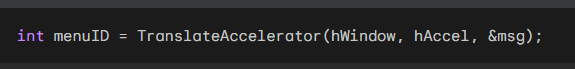 int menuID = TranslateAccelerator(hWindow, hAccel, &msg);